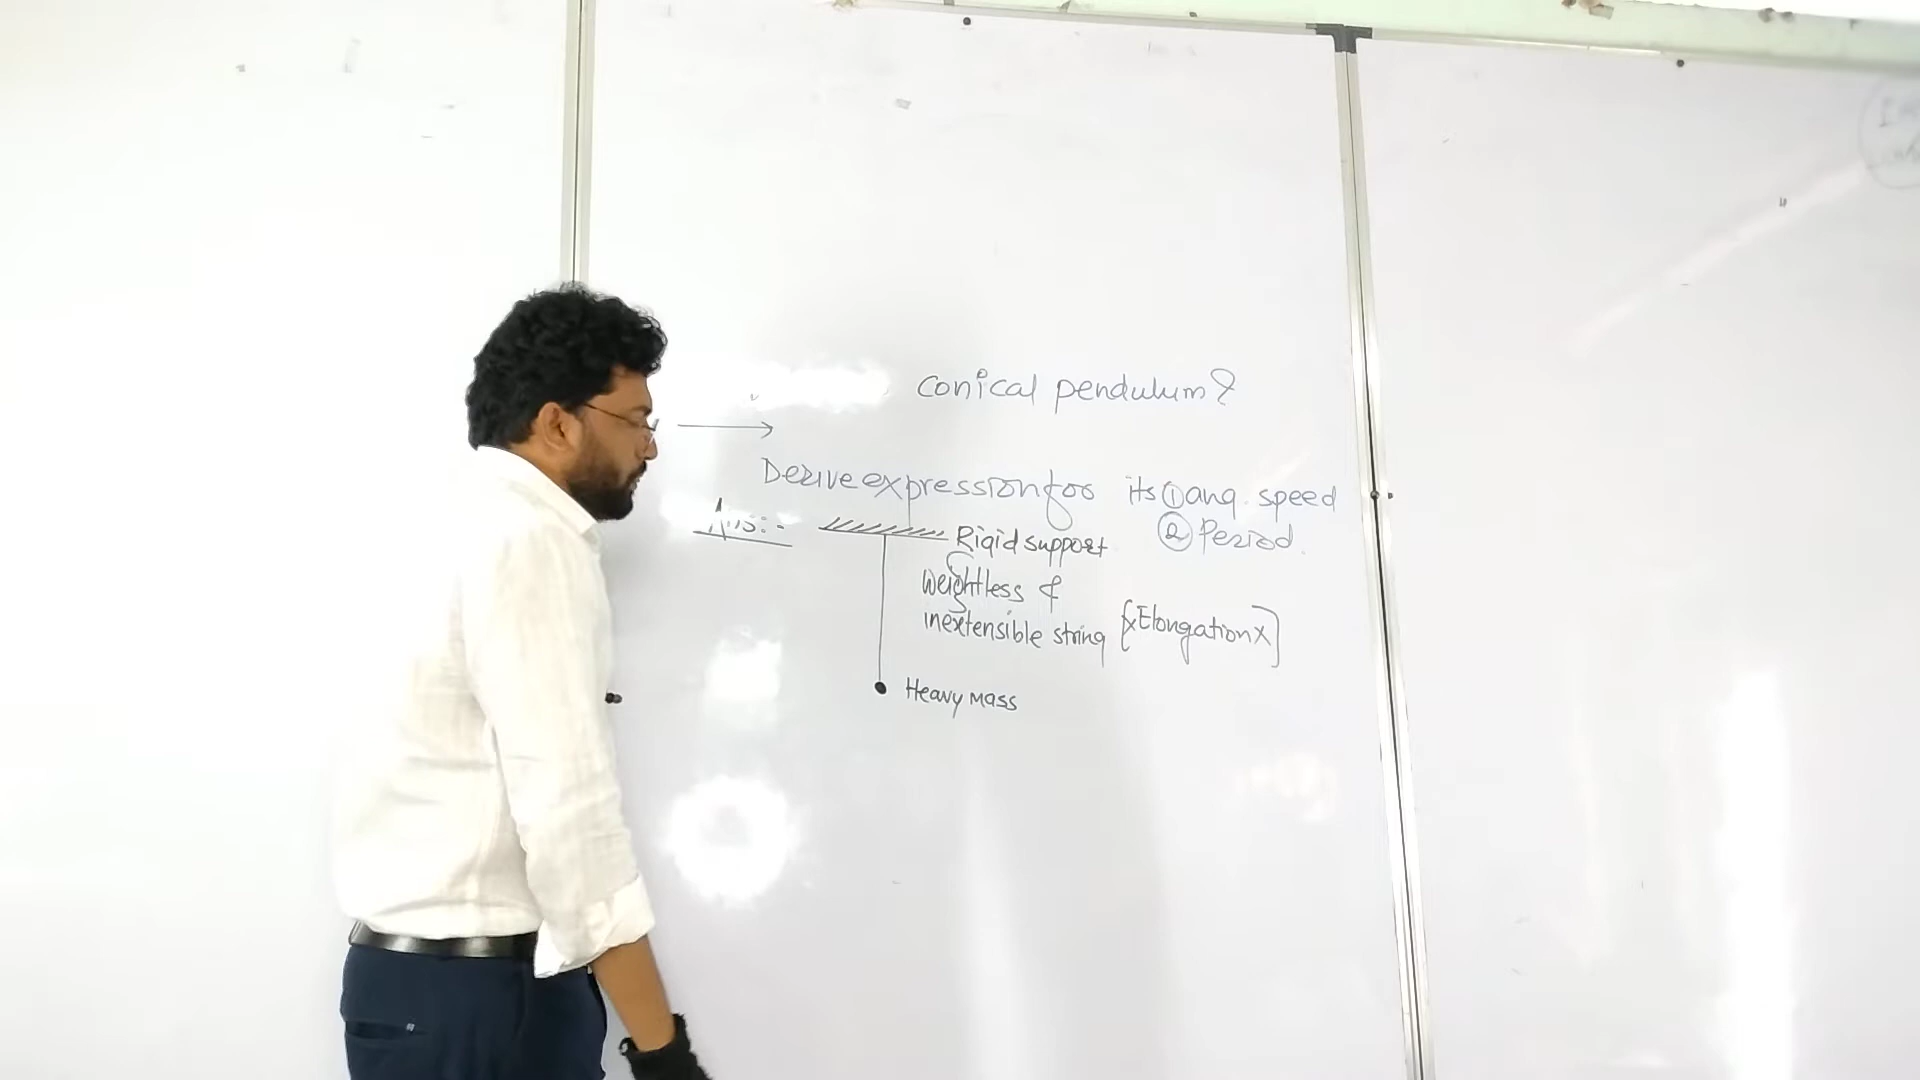 conical pendulum?
Derive expression for its ① ang. speed
② Period.
Ans:-
Rigid support
weightless &
inextensible string {xElongationx}
Heavy mass